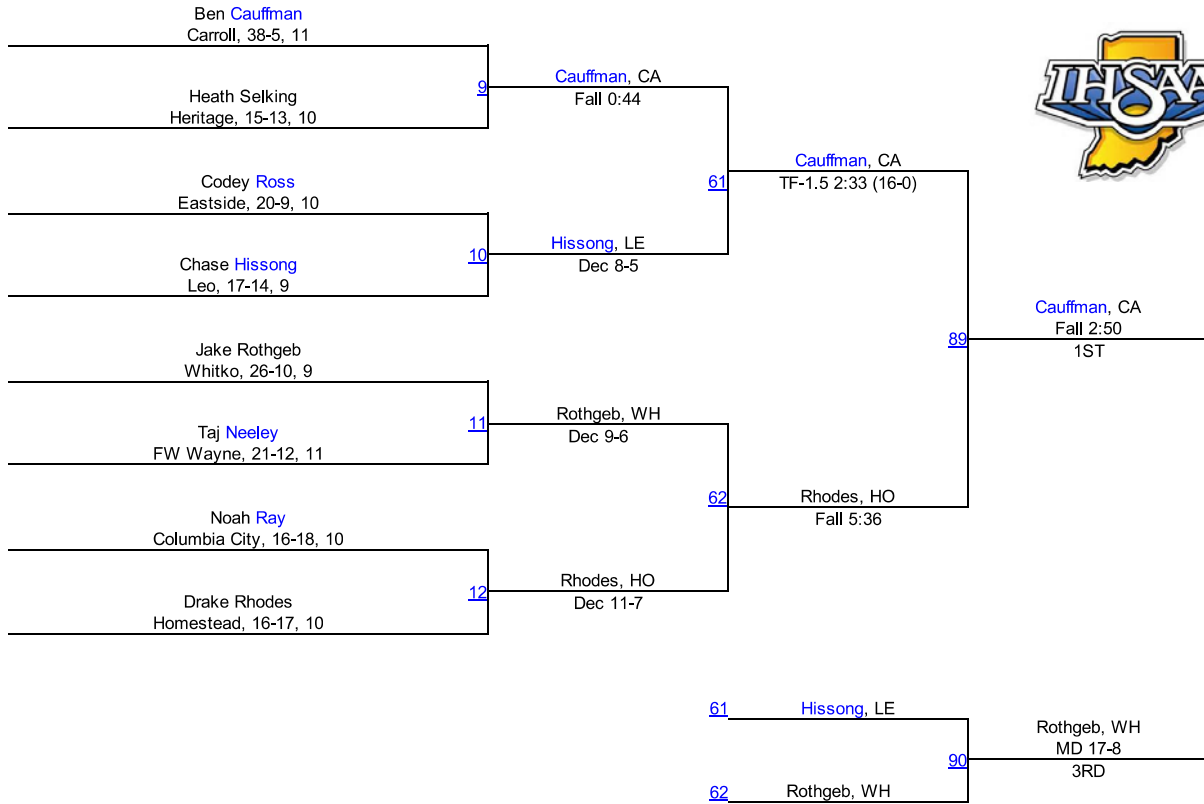 Ben Cauffman
Carroll, 38-5, 11
9
Heath Selking
Heritage, 15-13, 10
Cauffman, CA
Fall 0:44
Codey Ross
Eastside, 20-9, 10
10
Chase Hissong
Leo, 17-14, 9
Hissong, LE
Dec 8-5
61
Cauffman, CA
TF-1.5 2:33 (16-0)
Jake Rothgeb
Whitko, 26-10, 9
11
Taj Neeley
FW Wayne, 21-12, 11
Rothgeb, WH
Dec 9-6
Noah Ray
Columbia City, 16-18, 10
12
Drake Rhodes
Homestead, 16-17, 10
Rhodes, HO
Dec 11-7
62
Rhodes, HO
Fall 5:36
89
Cauffman, CA
Fall 2:50
1ST
IHSAA
61
Hissong, LE
90
62
Rothgeb, WH
Rothgeb, WH
MD 17-8
3RD